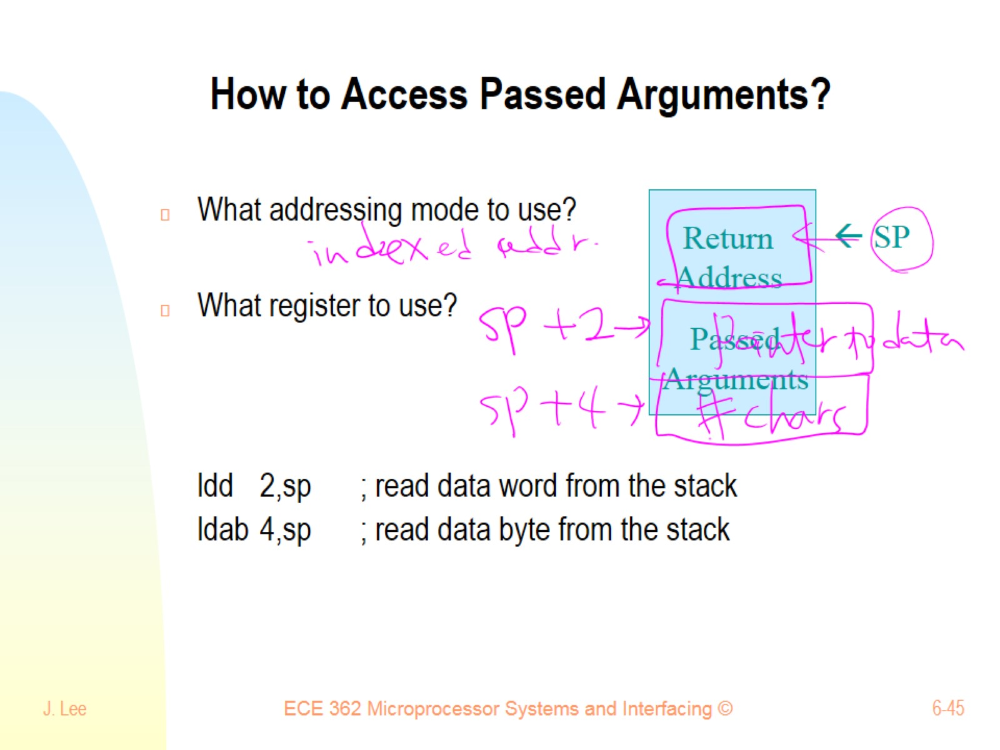 How to Access Passed Arguments?
What addressing mode to use?
indexed addr.
What register to use?
Return
Address
← SP
sp + 2 →
Passed
Arguments
Pointer to data
sp + 4 →
# chars
ldd 2,sp ; read data word from the stack
ldab 4,sp ; read data byte from the stack
J. Lee
ECE 362 Microprocessor Systems and Interfacing ©
6-45